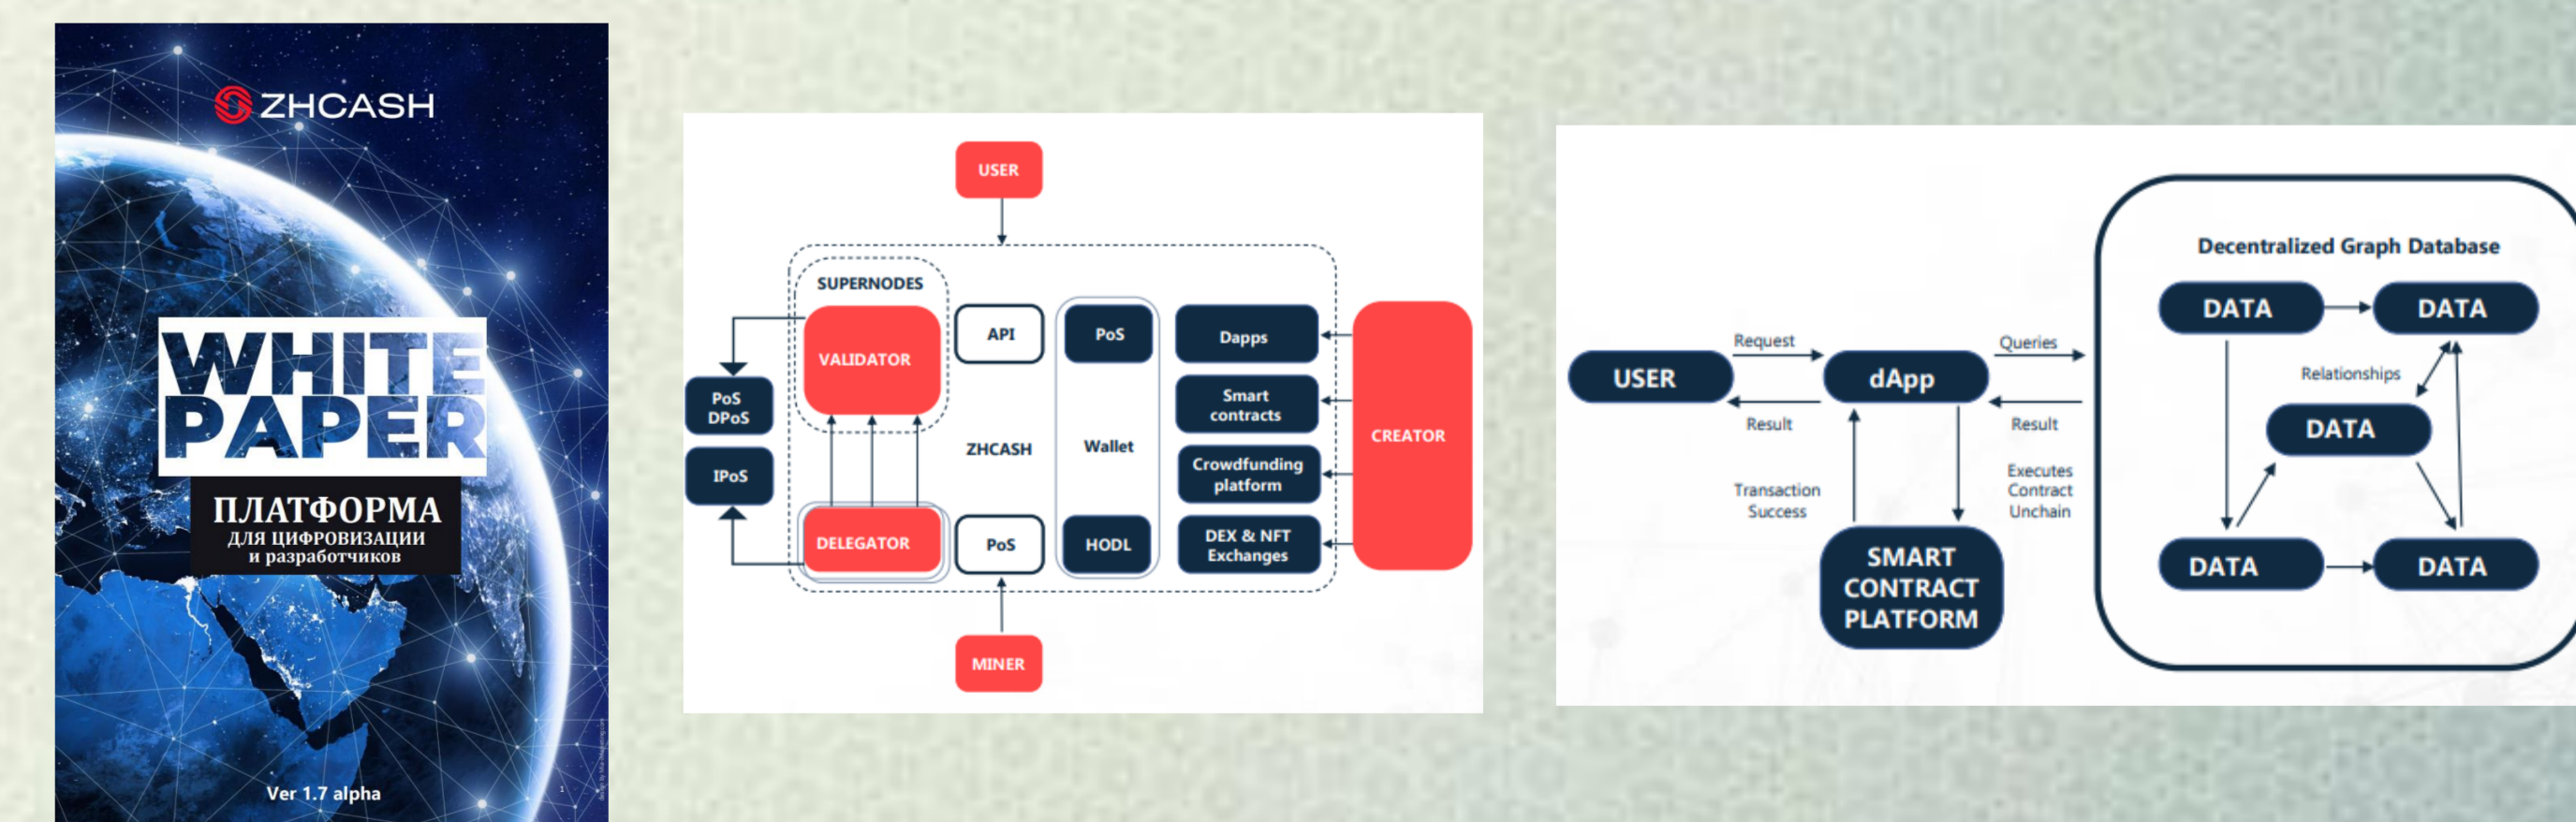 ZHCASH
WHITE
PAPER
ПЛАТФОРМА
ДЛЯ ЦИФРОВИЗАЦИИ
и разработчиков
Ver 1.7 alpha
1
USER
SUPERNODES
VALIDATOR
API
PoS
Dapps
PoS
DPoS
Smart
contracts
CREATOR
ZHCASH
Wallet
IPoS
Crowdfunding
platform
DELEGATOR
PoS
HODL
DEX & NFT
Exchanges
MINER
USER
Request
Result
dApp
Queries
Result
Transaction
Success
Executes
Contract
Unchain
SMART
CONTRACT
PLATFORM
Decentralized Graph Database
DATA
DATA
Relationships
DATA
DATA
DATA